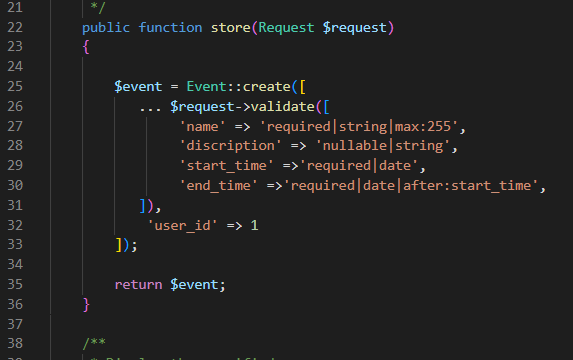 21 */
22 public function store(Request $request)
23 {
24
25 $event = Event::create([
26 ... $request->validate([
27 'name' => 'required|string|max:255',
28 'discription' => 'nullable|string',
29 'start_time' =>'required|date',
30 'end_time' =>'required|date|after:start_time',
31 ]),
32 'user_id' => 1
33 ]);
34
35 return $event;
36 }
37
38 /**